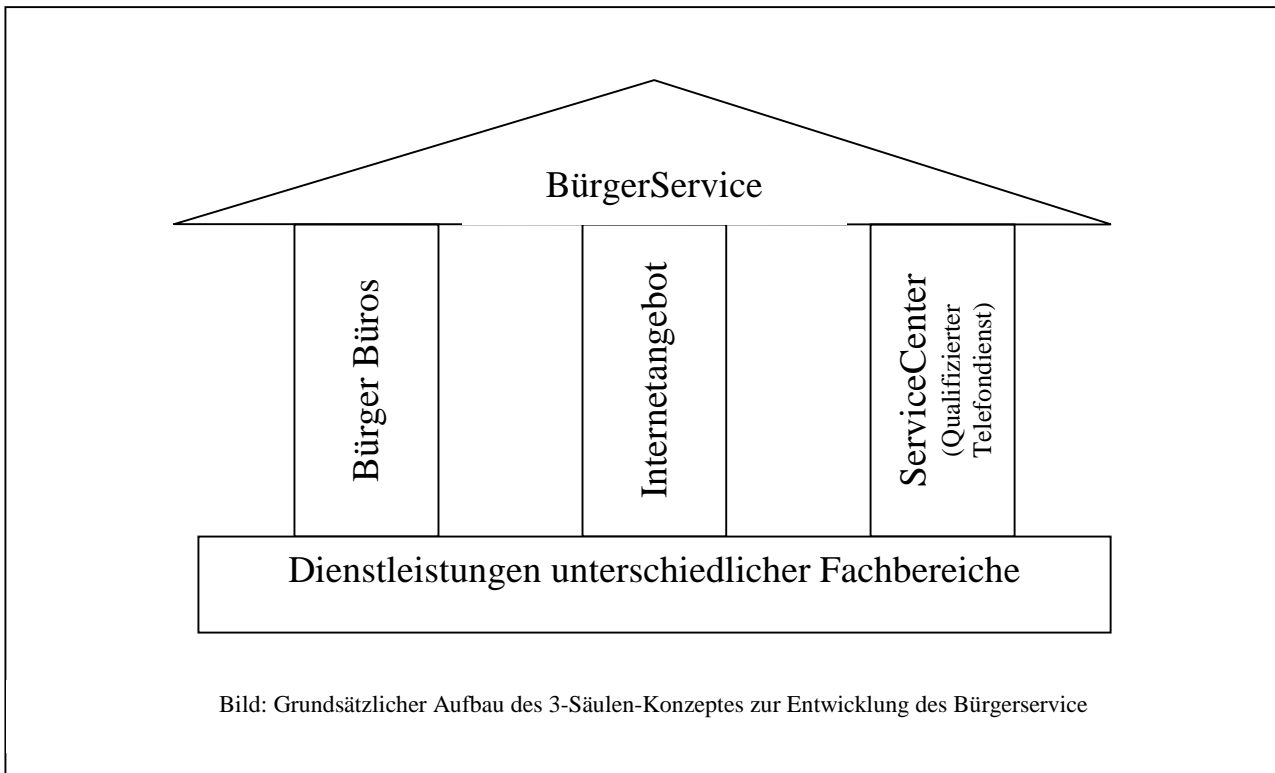 BürgerService
Bürger Büros
Internetangebot
ServiceCenter
(Qualifizierter
Telefondienst)
Dienstleistungen unterschiedlicher Fachbereiche
Bild: Grundsätzlicher Aufbau des 3-Säulen-Konzeptes zur Entwicklung des Bürgerservice